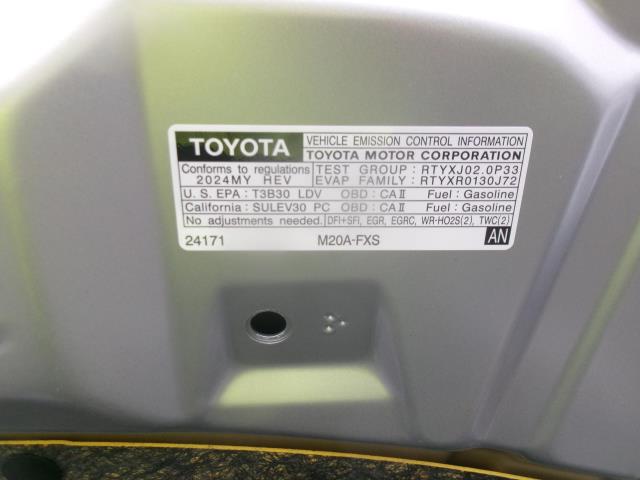 TOYOTA VEHICLE EMISSION CONTROL INFORMATION
TOYOTA MOTOR CORPORATION
Conforms to regulations TEST GROUP : RTYXJ02.0P33
2024MY HEV EVAP FAMILY : RTYXR0130J72
U.S. EPA : T3B30 LDV OBD : CAⅡ Fuel : Gasoline
California : SULEV30 PC OBD : CAⅡ Fuel : Gasoline
No adjustments needed. DFI+SFI, EGR, EGRC, WR-HO2S(2), TWC(2)
24171 M20A-FXS AN